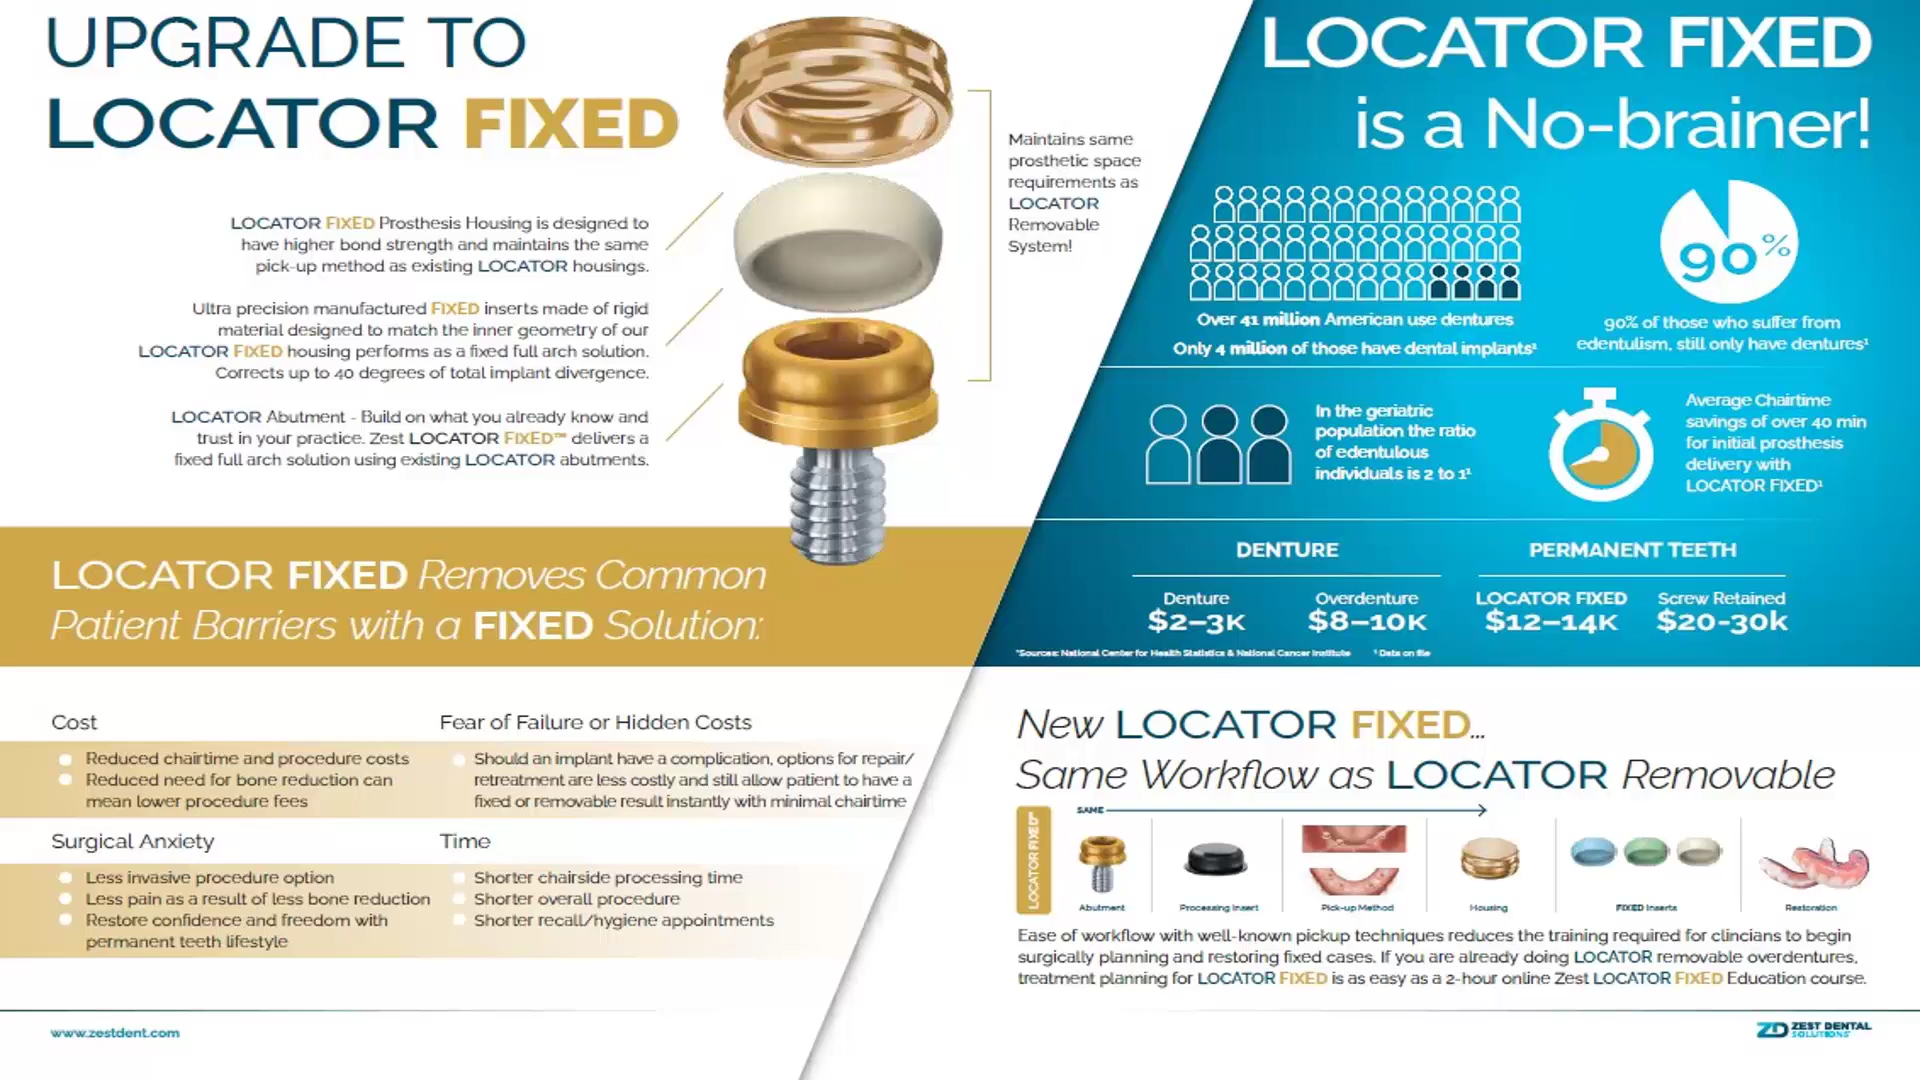 UPGRADE TO
LOCATOR FIXED
LOCATOR FIXED Prosthesis Housing is designed to
have higher bond strength and maintains the same
pick-up method as existing LOCATOR housings.
Ultra precision manufactured FIXED inserts made of rigid
material designed to match the inner geometry of our
LOCATOR FIXED housing performs as a fixed full arch solution.
Corrects up to 40 degrees of total implant divergence.
LOCATOR Abutment - Build on what you already know and
trust in your practice. Zest LOCATOR FIXED™ delivers a
fixed full arch solution using existing LOCATOR abutments.
Maintains same
prosthetic space
requirements as
LOCATOR
Removable
System!
LOCATOR FIXED Removes Common
Patient Barriers with a FIXED Solution:
Cost
Reduced chairtime and procedure costs
Reduced need for bone reduction can
mean lower procedure fees
Fear of Failure or Hidden Costs
Should an implant have a complication, options for repair/
retreatment are less costly and still allow patient to have a
fixed or removable result instantly with minimal chairtime
Surgical Anxiety
Less invasive procedure option
Less pain as a result of less bone reduction
Restore confidence and freedom with
permanent teeth lifestyle
Time
Shorter chairside processing time
Shorter overall procedure
Shorter recall/hygiene appointments
www.zestdent.com
LOCATOR FIXED
is a No-brainer!
Over 41 million American use dentures
Only 4 million of those have dental implants¹
90%
90% of those who suffer from
edentulism, still only have dentures¹
In the geriatric
population the ratio
of edentulous
individuals is 2 to 1¹
Average Chairtime
savings of over 40 min
for initial prosthesis
delivery with
LOCATOR FIXED¹
DENTURE
Denture
$2–3K
Overdenture
$8–10K
PERMANENT TEETH
LOCATOR FIXED
$12–14K
Screw Retained
$20-30k
*Sources: National Center for Health Statistics & National Cancer Institute
¹ Data on file
New LOCATOR FIXED...
Same Workflow as LOCATOR Removable
LOCATOR FIXED™
SAME
Abutment
Processing Insert
Pick-up Method
Housing
FIXED Inserts
Restoration
Ease of workflow with well-known pickup techniques reduces the training required for clincians to begin
surgically planning and restoring fixed cases. If you are already doing LOCATOR removable overdentures,
treatment planning for LOCATOR FIXED is as easy as a 2-hour online Zest LOCATOR FIXED Education course.
ZD ZEST DENTAL
SOLUTIONS